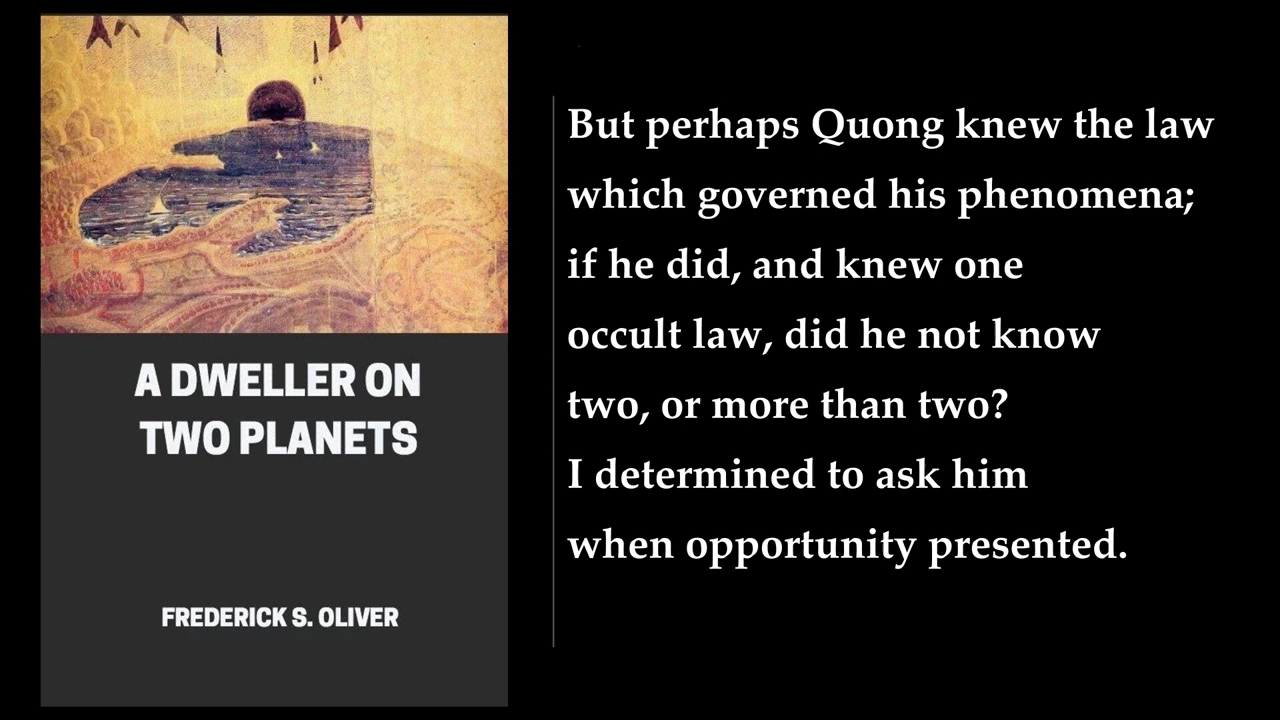 A DWELLER ON
TWO PLANETS
FREDERICK S. OLIVER
But perhaps Quong knew the law
which governed his phenomena;
if he did, and knew one
occult law, did he not know
two, or more than two?
I determined to ask him
when opportunity presented.